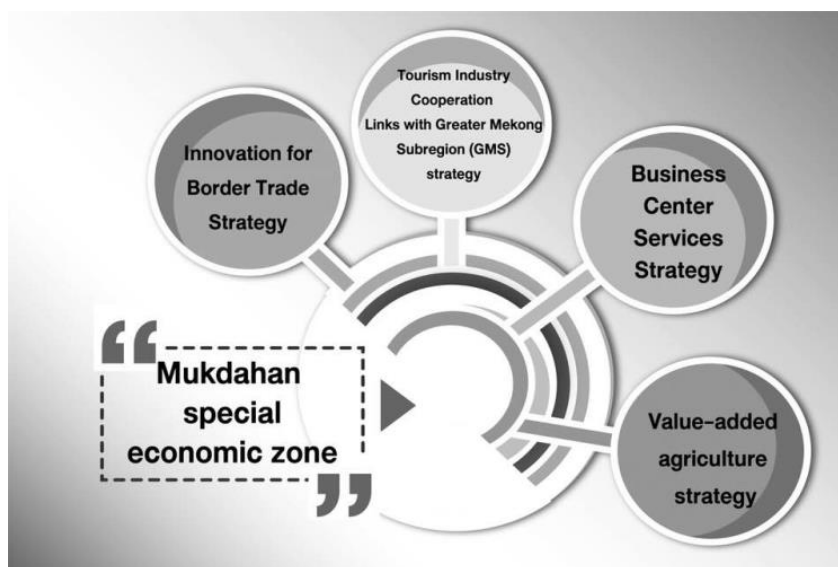 Tourism Industry
Cooperation
Links with Greater Mekong
Subregion (GMS)
strategy
Innovation for
Border Trade
Strategy
Business
Center
Services
Strategy
Mukdahan
special
economic zone
Value-added
agriculture
strategy